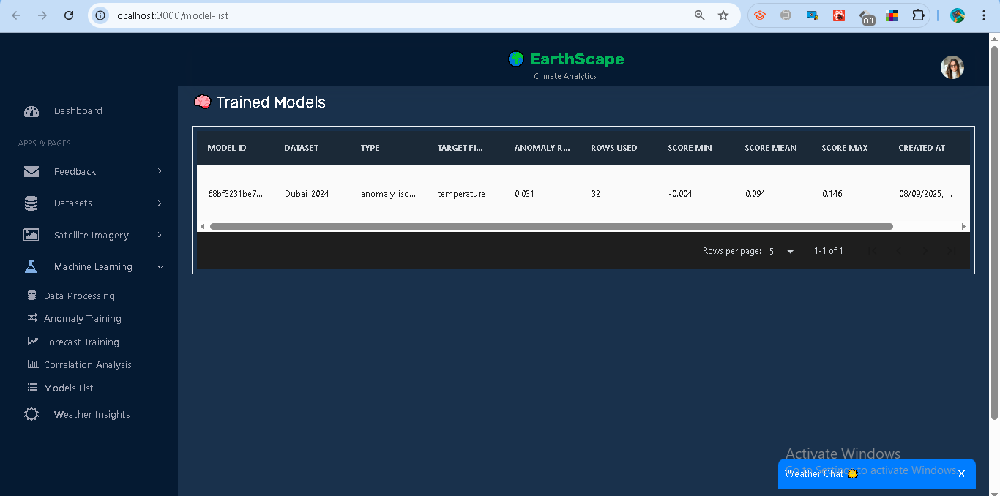 localhost:3000/model-list
Off
EarthScape
Climate Analytics
Dashboard
APPS & PAGES
Feedback
Datasets
Satellite Imagery
Machine Learning
Data Processing
Anomaly Training
Forecast Training
Correlation Analysis
Models List
Weather Insights
Trained Models
MODEL ID DATASET TYPE TARGET FI... ANOMALY R... ROWS USED SCORE MIN SCORE MEAN SCORE MAX CREATED AT
68bf3231be7... Dubai_2024 anomaly_iso... temperature 0.031 32 -0.004 0.094 0.146 08/09/2025, ...
Rows per page: 5 1-1 of 1
Activate Windows
Go to Settings to activate Windows.
Weather Chat